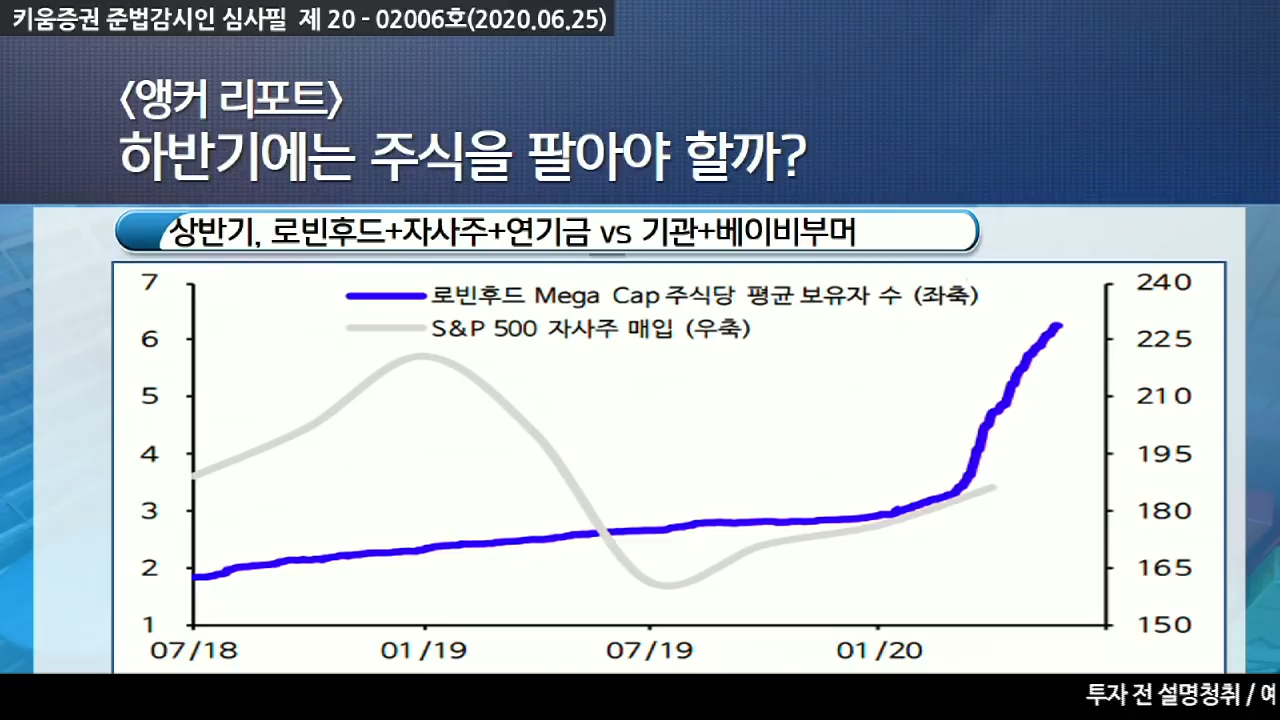 키움증권 준법감시인 심사필 제 20 - 02006호(2020.06.25)
<앵커 리포트>
하반기에는 주식을 팔아야 할까?
상반기, 로빈후드+자사주+연기금 vs 기관+베이비부머
로빈후드 Mega Cap 주식당 평균 보유자 수 (좌축)
S&P 500 자사주 매입 (우축)
7
6
5
4
3
2
1
240
225
210
195
180
165
150
07/18
01/19
07/19
01/20
투자 전 설명청취 /